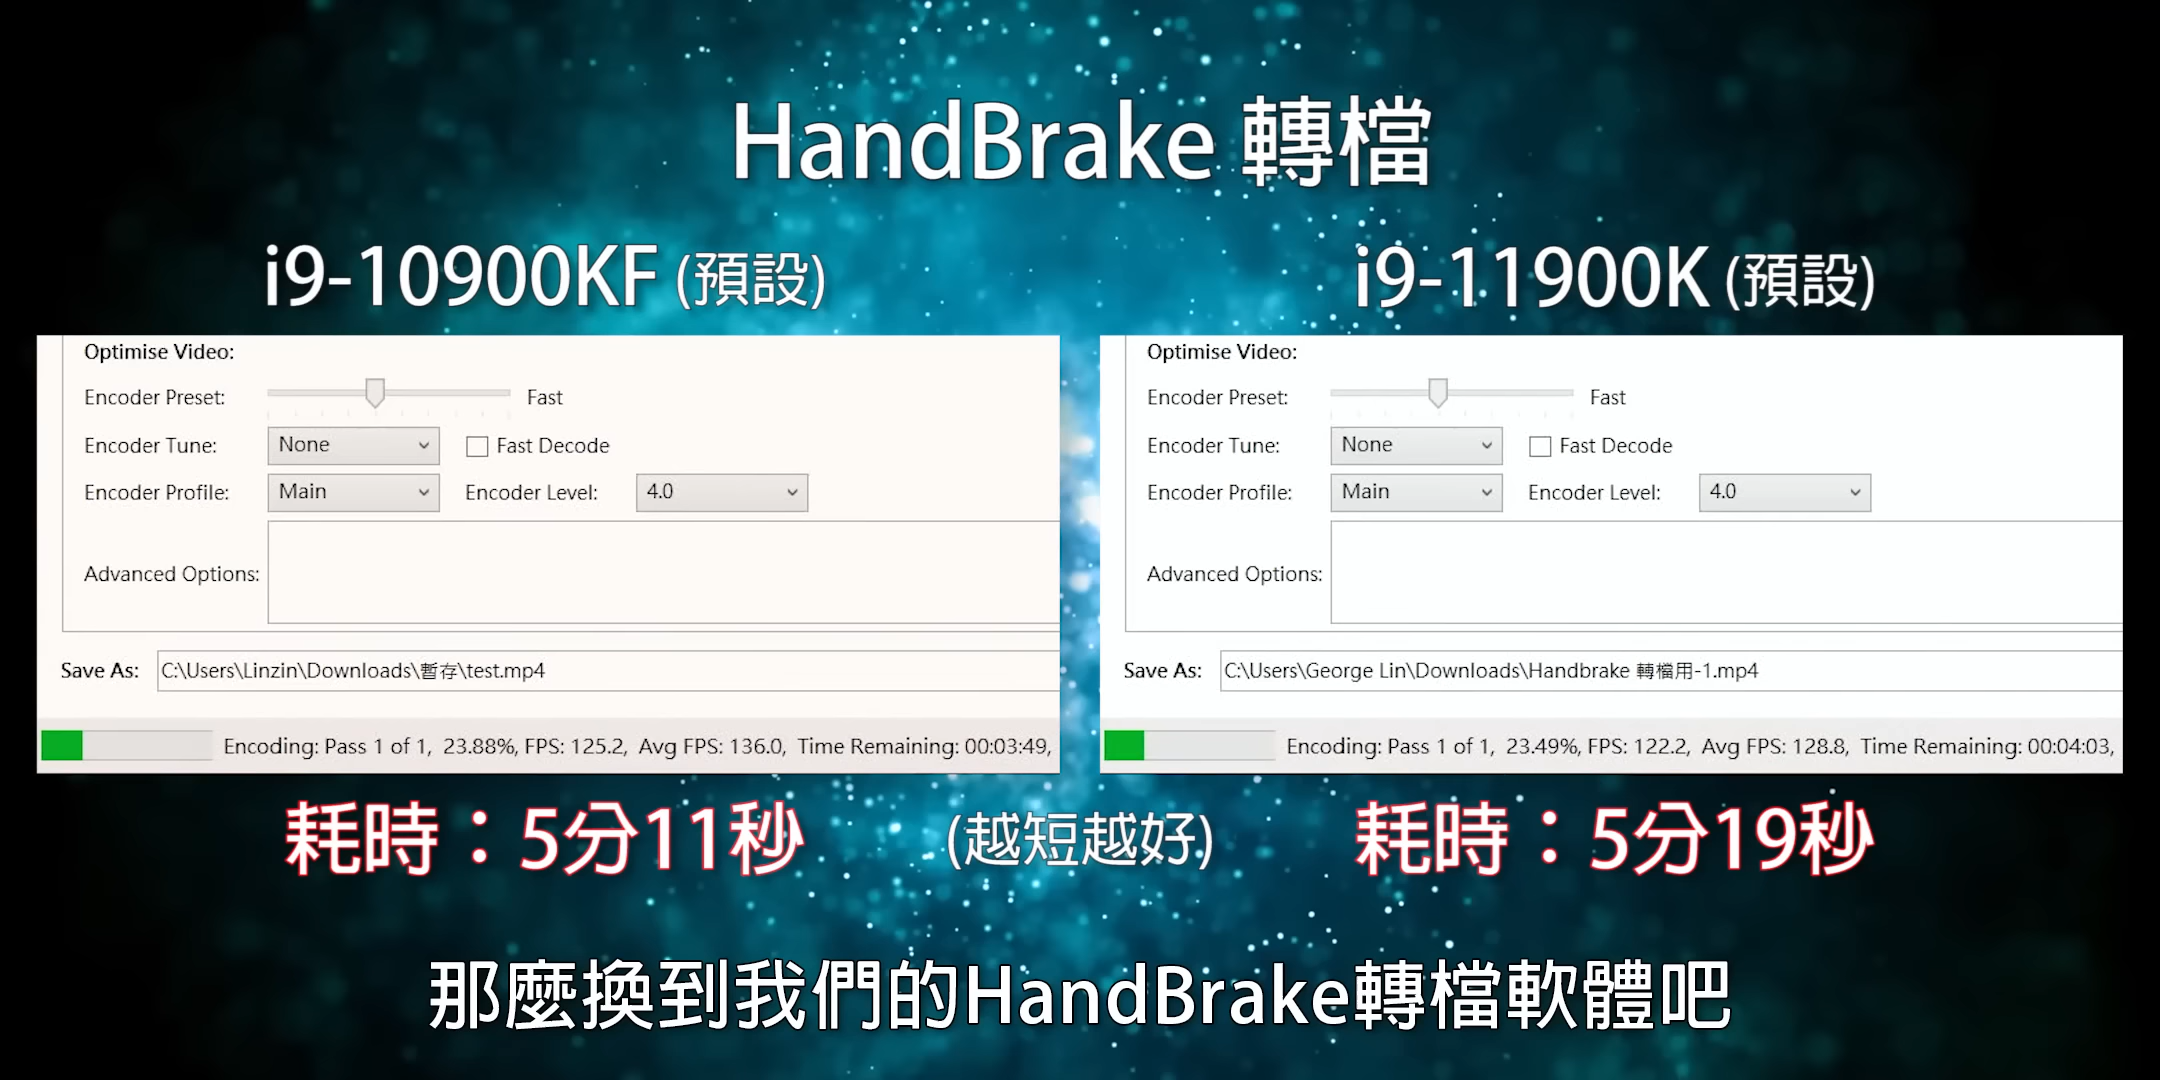 HandBrake 轉檔
i9-10900KF (預設)
i9-11900K (預設)
Optimise Video:
Encoder Preset: Fast
Encoder Tune: None Fast Decode
Encoder Profile: Main Encoder Level: 4.0
Advanced Options:
Save As: C:\Users\Linzin\Downloads\暫存\test.mp4
Encoding: Pass 1 of 1, 23.88%, FPS: 125.2, Avg FPS: 136.0, Time Remaining: 00:03:49,
Optimise Video:
Encoder Preset: Fast
Encoder Tune: None Fast Decode
Encoder Profile: Main Encoder Level: 4.0
Advanced Options:
Save As: C:\Users\George Lin\Downloads\Handbrake 轉檔用-1.mp4
Encoding: Pass 1 of 1, 23.49%, FPS: 122.2, Avg FPS: 128.8, Time Remaining: 00:04:03,
耗時：5分11秒
(越短越好)
耗時：5分19秒
那麼換到我們的HandBrake轉檔軟體吧